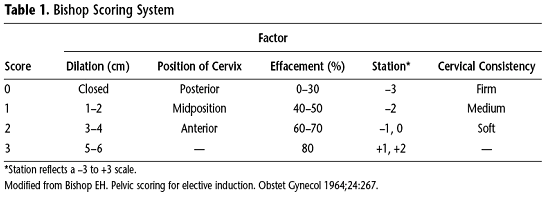 Table 1. Bishop Scoring System
Factor
Score Dilation (cm) Position of Cervix Effacement (%) Station* Cervical Consistency
0 Closed Posterior 0–30 –3 Firm
1 1–2 Midposition 40–50 –2 Medium
2 3–4 Anterior 60–70 –1, 0 Soft
3 5–6 — 80 +1, +2 —
*Station reflects a –3 to +3 scale.
Modified from Bishop EH. Pelvic scoring for elective induction. Obstet Gynecol 1964;24:267.